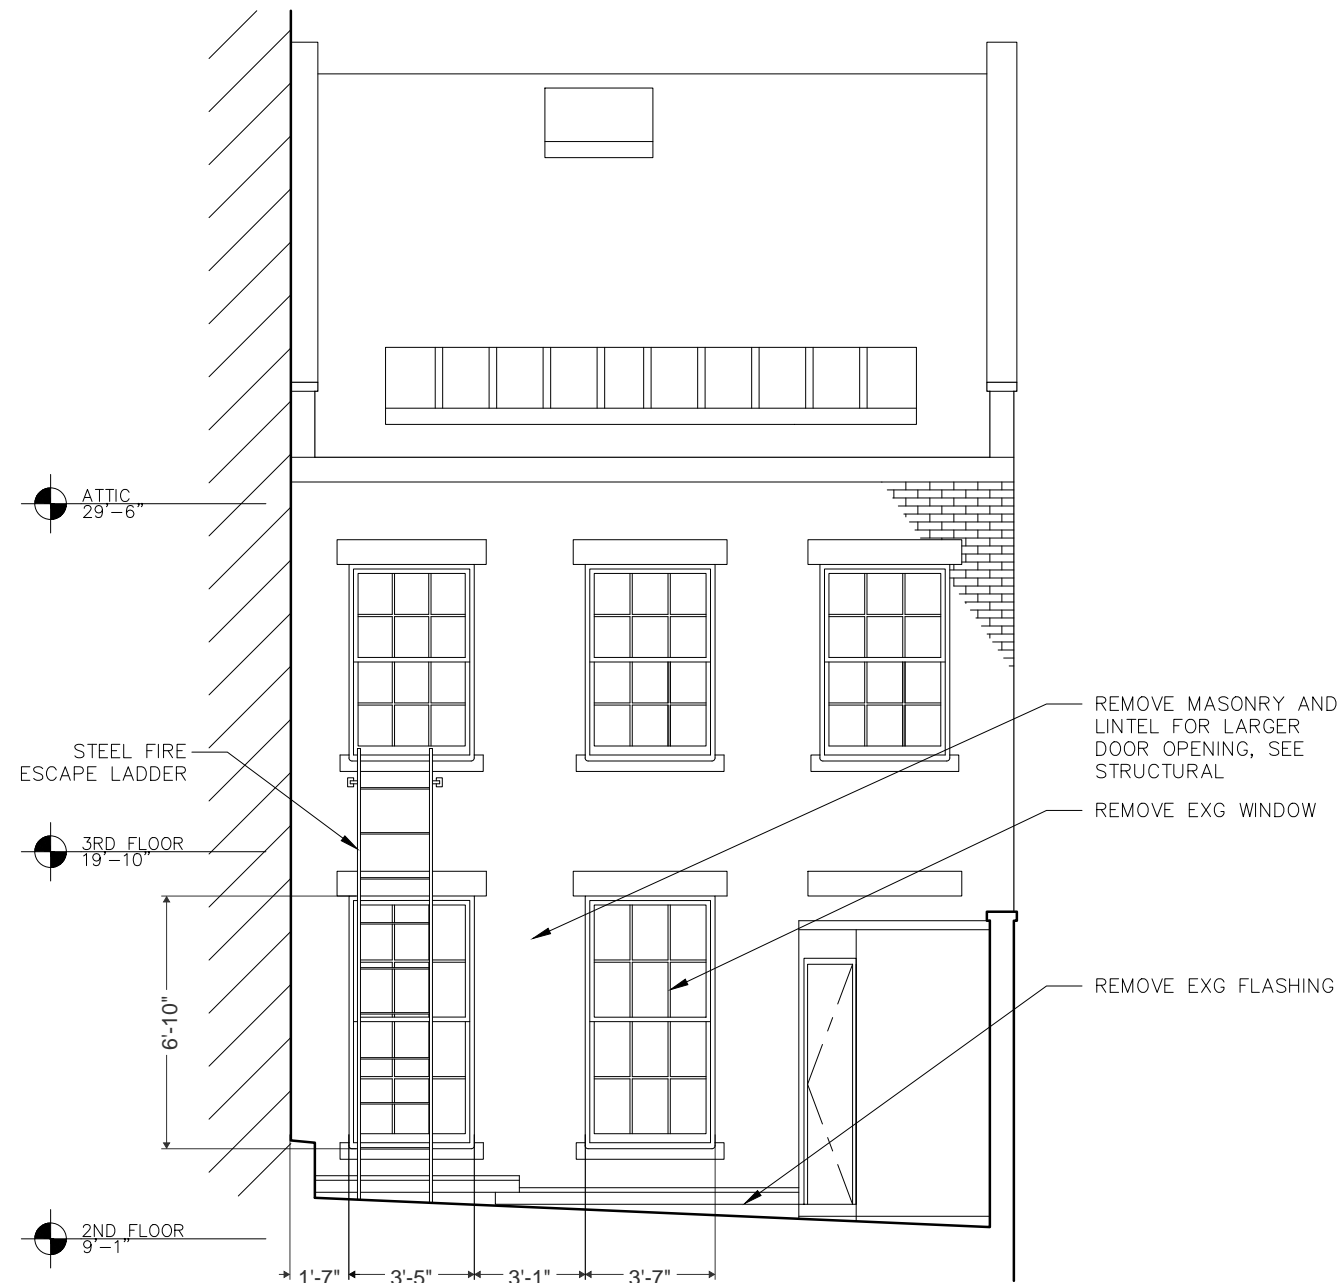 ATTIC
29'-6"
REMOVE MASONRY AND
LINTEL FOR LARGER
DOOR OPENING, SEE
STRUCTURAL
STEEL FIRE
ESCAPE LADDER
REMOVE EXG WINDOW
3RD FLOOR
19'-10"
REMOVE EXG FLASHING
6'-10"
2ND FLOOR
9'-1"
1'-7" 3'-5" 3'-1" 3'-7"